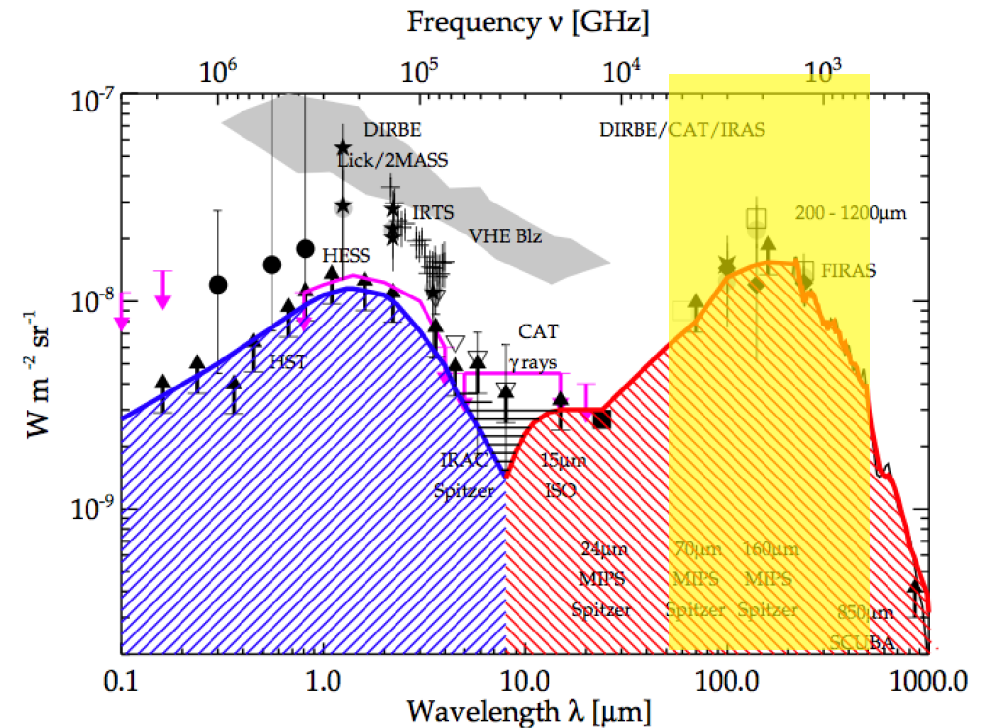 Frequency ν [GHz]
10⁶ 10⁵ 10⁴ 10³
10⁻⁷
DIRBE
Lick/2MASS
DIRBE/CAT/IRAS
IRTS
200 - 1200μm
VHE Blz
HESS
FIRAS
10⁻⁸
CAT
γ rays
HST
W m⁻² sr⁻¹
IRAC
Spitzer
15μm
ISO
10⁻⁹
24μm
MIPS
Spitzer
70μm
MIPS
Spitzer
160μm
MIPS
Spitzer
850μm
SCUBA
0.1 1.0 10.0 100.0 1000.0
Wavelength λ [μm]